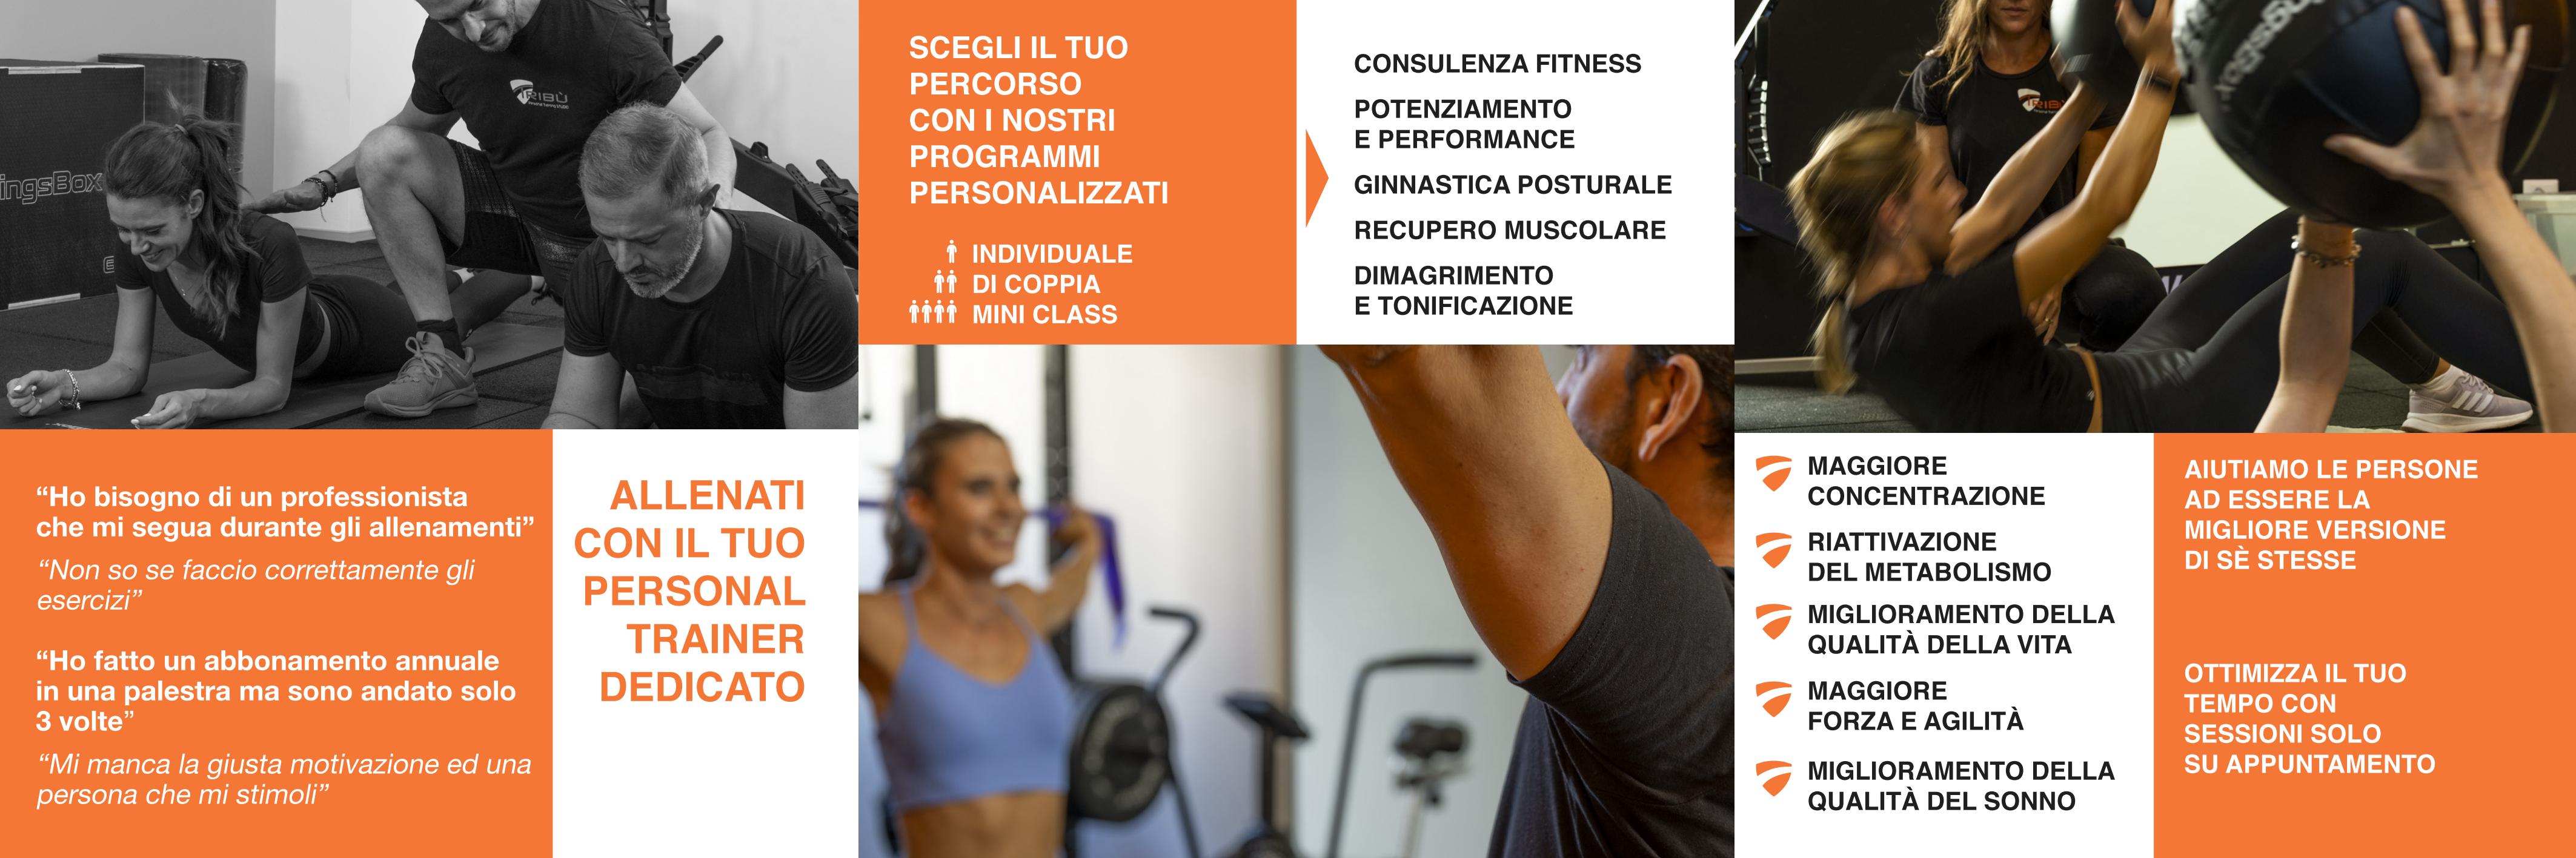 ingsBox
TRIBÙ
“Ho bisogno di un professionista
che mi segua durante gli allenamenti”
“Non so se faccio correttamente gli
esercizi”
“Ho fatto un abbonamento annuale
in una palestra ma sono andato solo
3 volte”
“Mi manca la giusta motivazione ed una
persona che mi stimoli”
ALLENATI
CON IL TUO
PERSONAL
TRAINER
DEDICATO
SCEGLI IL TUO
PERCORSO
CON I NOSTRI
PROGRAMMI
PERSONALIZZATI
INDIVIDUALE
DI COPPIA
MINI CLASS
CONSULENZA FITNESS
POTENZIAMENTO
E PERFORMANCE
GINNASTICA POSTURALE
RECUPERO MUSCOLARE
DIMAGRIMENTO
E TONIFICAZIONE
MAGGIORE
CONCENTRAZIONE
RIATTIVAZIONE
DEL METABOLISMO
MIGLIORAMENTO DELLA
QUALITÀ DELLA VITA
MAGGIORE
FORZA E AGILITÀ
MIGLIORAMENTO DELLA
QUALITÀ DEL SONNO
AIUTIAMO LE PERSONE
AD ESSERE LA
MIGLIORE VERSIONE
DI SÈ STESSE
OTTIMIZZA IL TUO
TEMPO CON
SESSIONI SOLO
SU APPUNTAMENTO